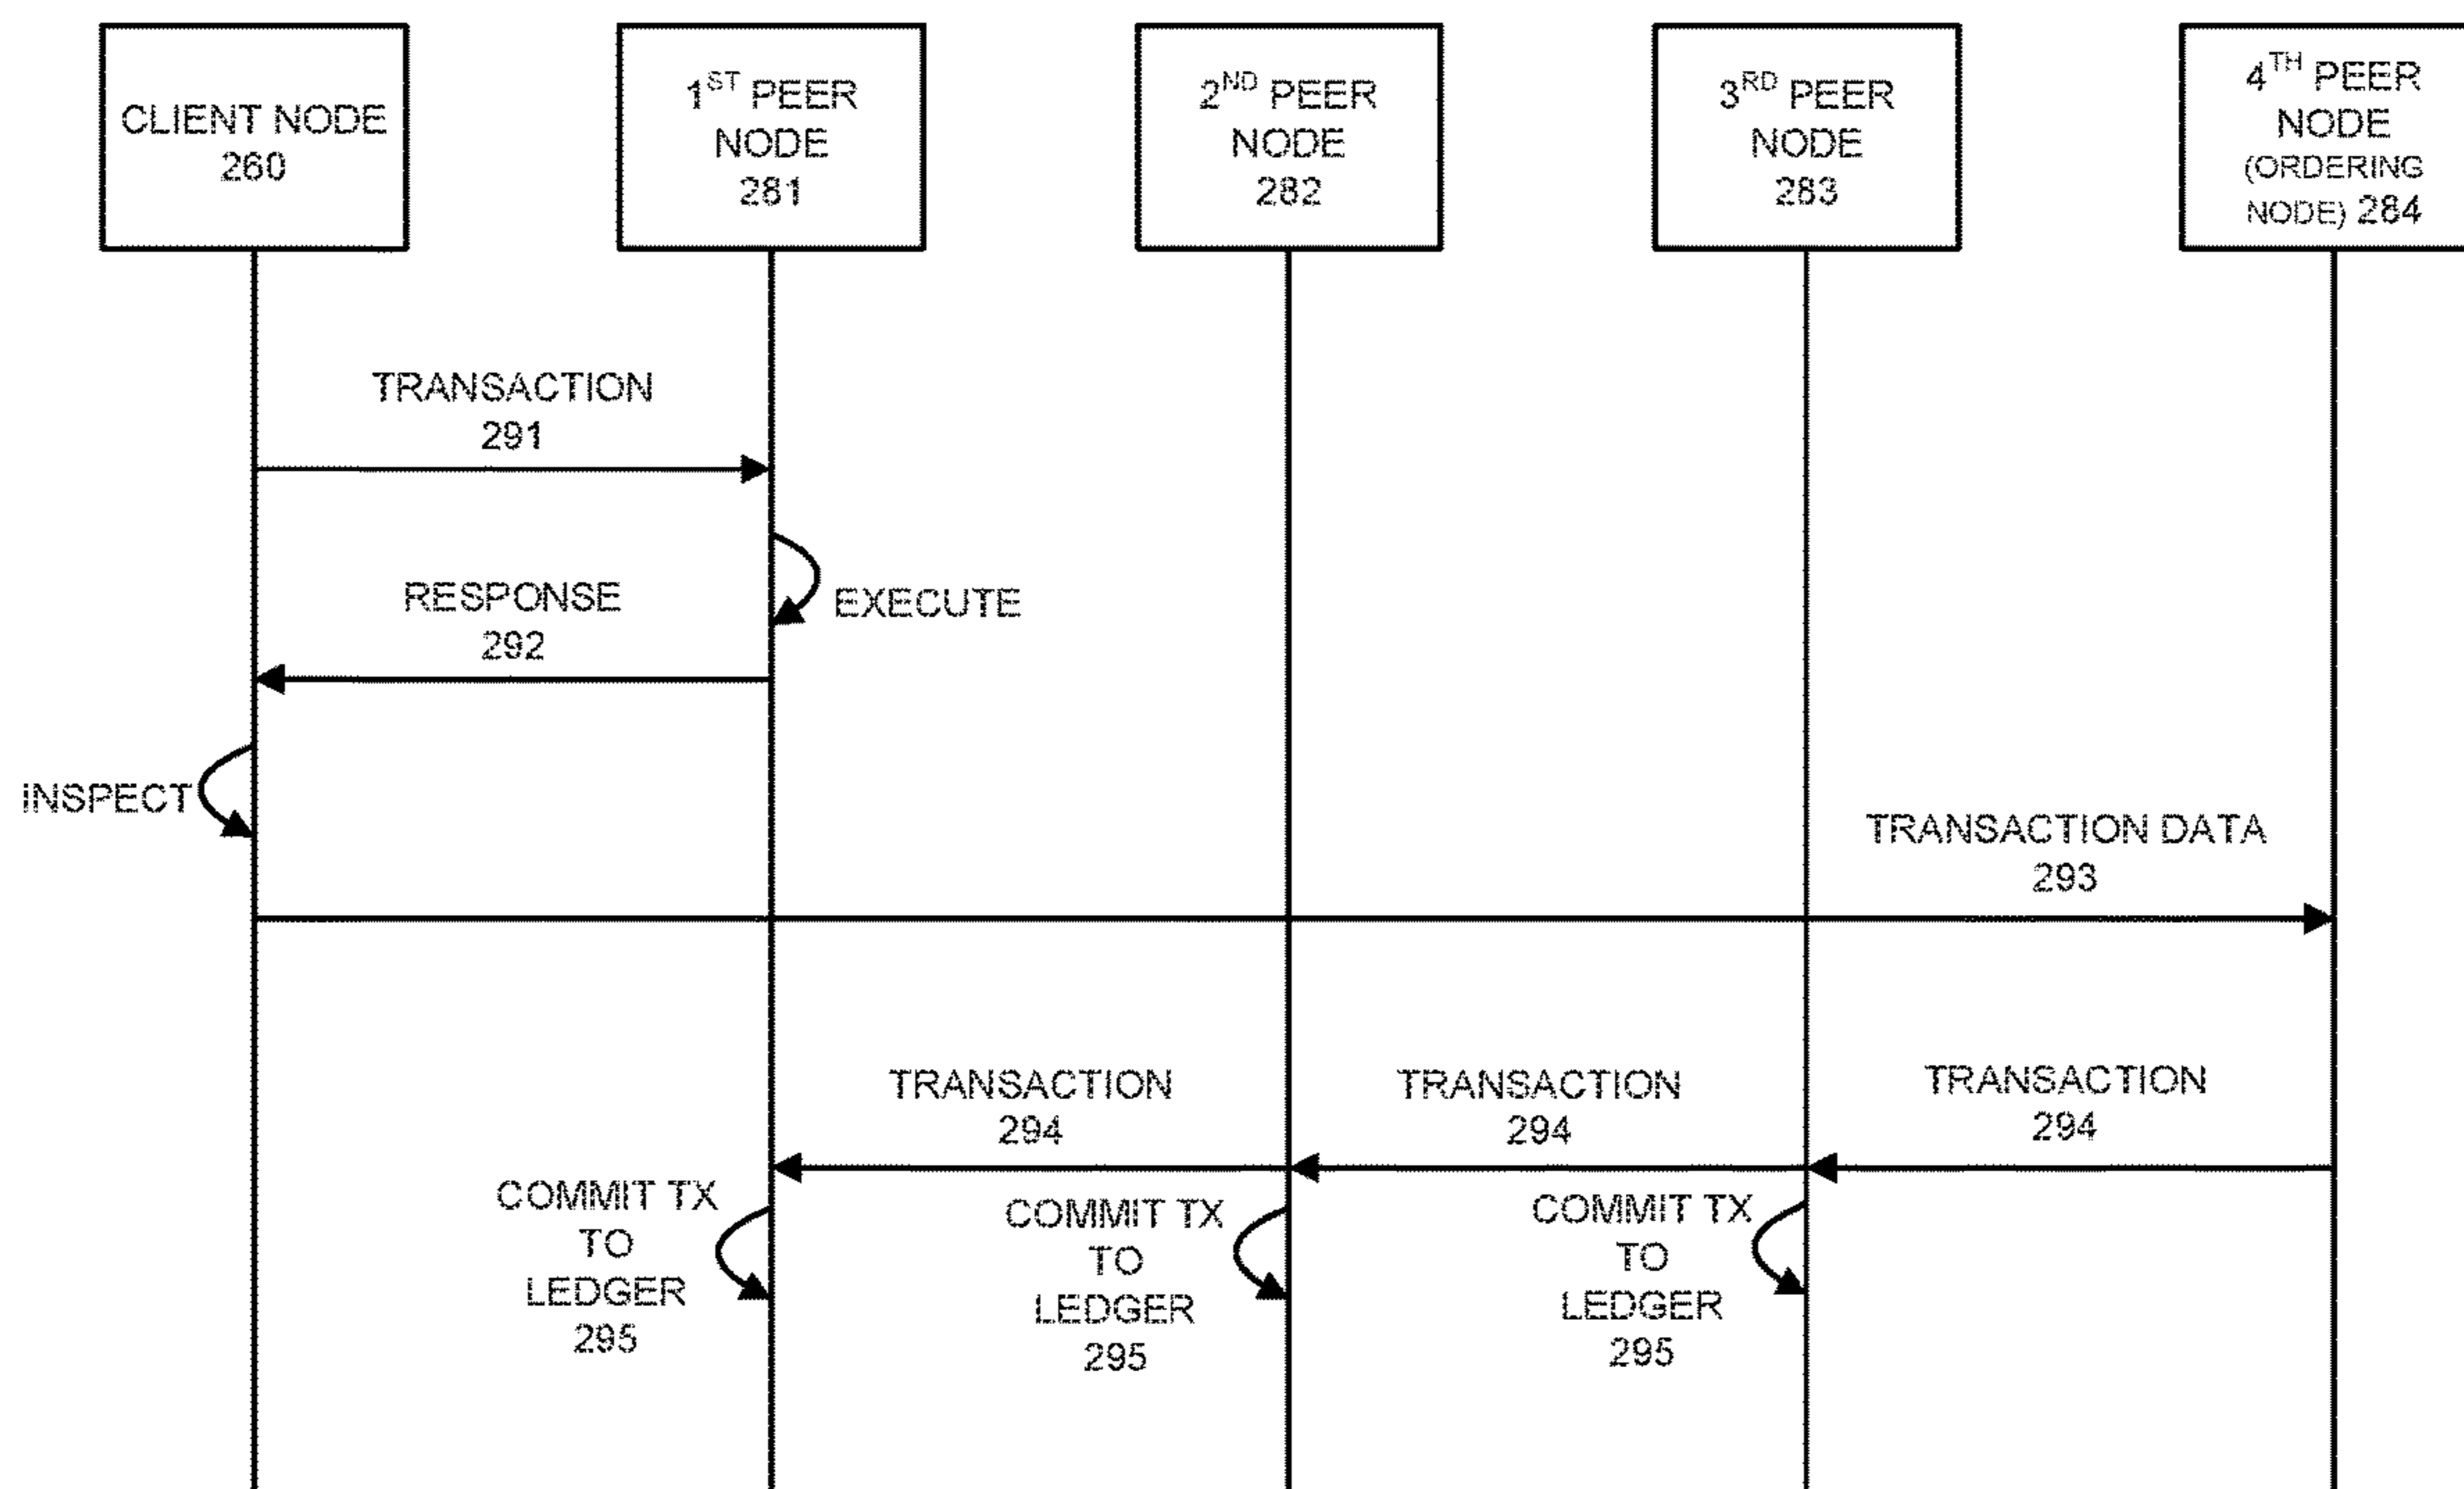 CLIENT NODE
260
1ST PEER
NODE
281
2ND PEER
NODE
282
3RD PEER
NODE
283
4TH PEER
NODE
(ORDERING
NODE) 284
TRANSACTION
291
EXECUTE
RESPONSE
292
INSPECT
TRANSACTION DATA
293
TRANSACTION
294
TRANSACTION
294
TRANSACTION
294
COMMIT TX
TO
LEDGER
295
COMMIT TX
TO
LEDGER
295
COMMIT TX
TO
LEDGER
295